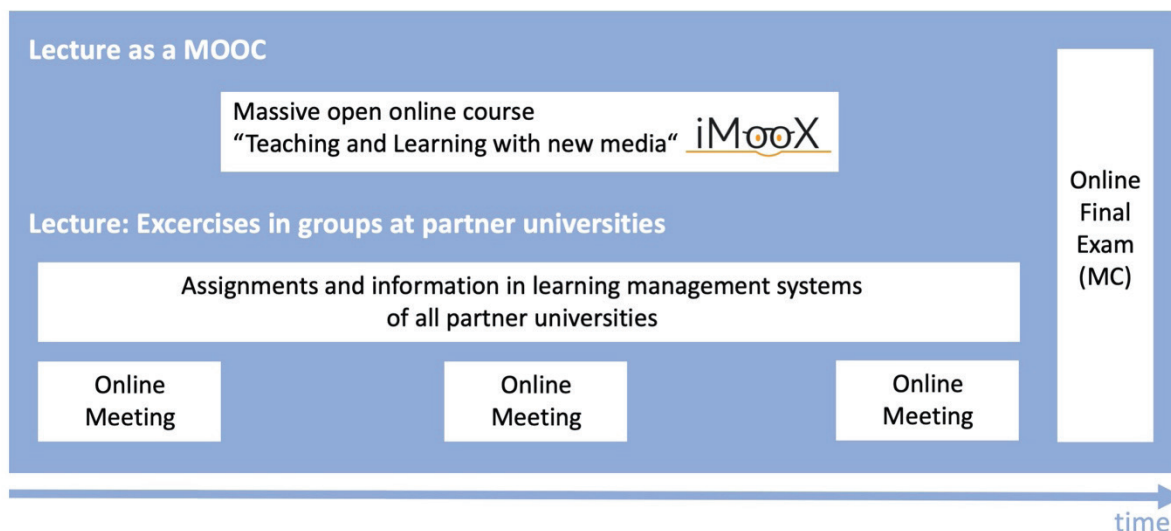 Lecture as a MOOC
Massive open online course
“Teaching and Learning with new media“
iMooX
Lecture: Excercises in groups at partner universities
Assignments and information in learning management systems
of all partner universities
Online
Meeting
Online
Meeting
Online
Meeting
Online
Final
Exam
(MC)
time